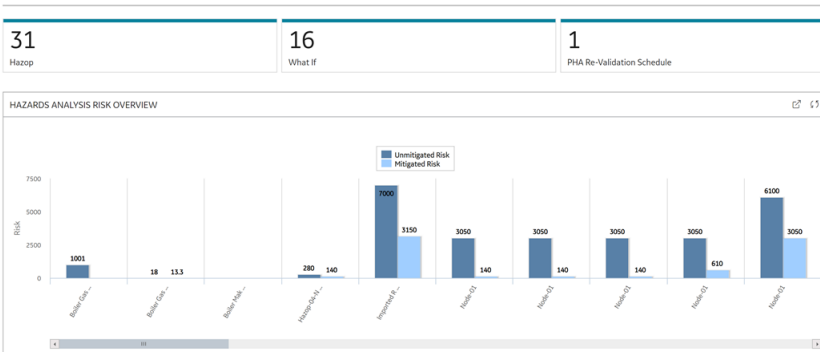 31
Hazop
16
What If
1
PHA Re-Validation Schedule
HAZARDS ANALYSIS RISK OVERVIEW
Unmitigated Risk
Mitigated Risk
Risk
7500
5000
2500
0
1001
18 13.3
280 140
7000 3150
3050 140
3050 140
3050 140
3050 610
6100 3050
Boiler Gas ...
Boiler Gas ...
Boiler Mak ...
Hazop-04-N ...
Imported R ...
Node-01
Node-01
Node-01
Node-01
Node-01